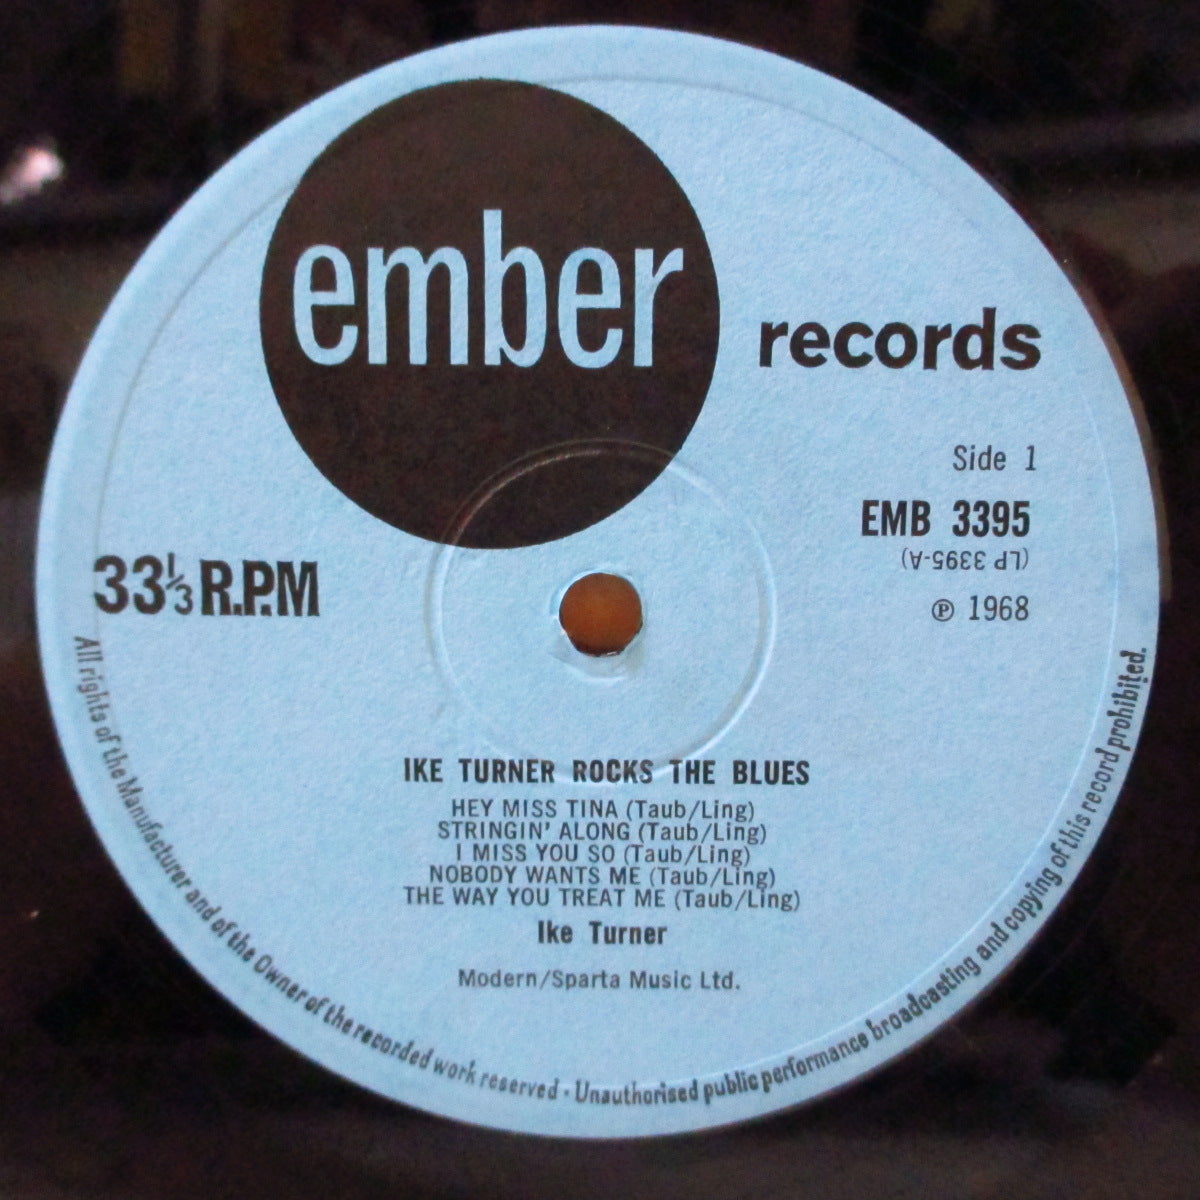 ember
records
Side 1
EMB 3395
(LP 3395-A)
℗ 1968
33⅓ R.P.M
IKE TURNER ROCKS THE BLUES
HEY MISS TINA (Taub/Ling)
STRINGIN' ALONG (Taub/Ling)
I MISS YOU SO (Taub/Ling)
NOBODY WANTS ME (Taub/Ling)
THE WAY YOU TREAT ME (Taub/Ling)
Ike Turner
Modern/Sparta Music Ltd.
All rights of the Manufacturer and of the Owner of the recorded work reserved · Unauthorised public performance broadcasting and copying of this record prohibited.